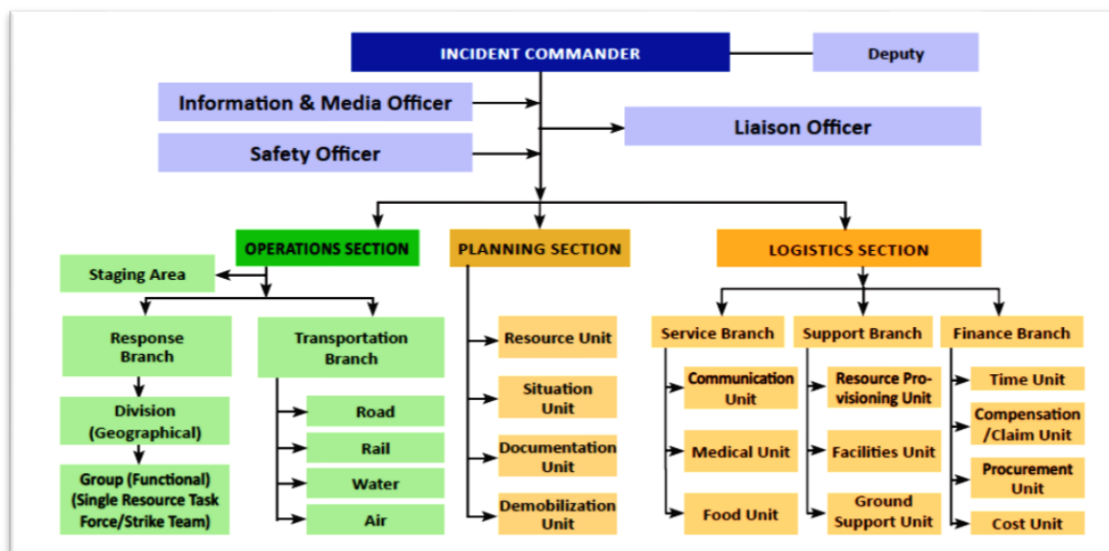 INCIDENT COMMANDER
Deputy
Information & Media Officer
Liaison Officer
Safety Officer
OPERATIONS SECTION
PLANNING SECTION
LOGISTICS SECTION
Staging Area
Response
Branch
Transportation
Branch
Division
(Geographical)
Group (Functional)
(Single Resource Task
Force/Strike Team)
Road
Rail
Water
Air
Resource Unit
Situation
Unit
Documentation
Unit
Demobilization
Unit
Service Branch
Support Branch
Finance Branch
Communication
Unit
Medical Unit
Food Unit
Resource Pro-
visioning Unit
Facilities Unit
Ground
Support Unit
Time Unit
Compensation
/Claim Unit
Procurement
Unit
Cost Unit